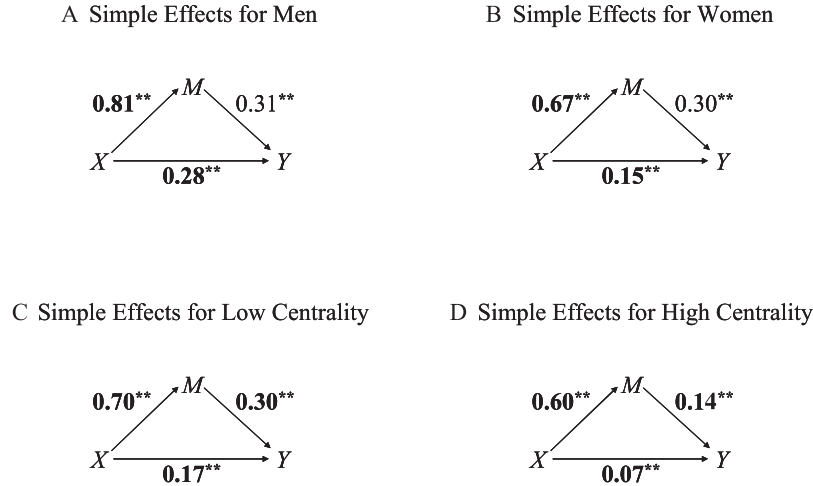 A Simple Effects for Men
M
0.81** 0.31**
X Y
0.28**
B Simple Effects for Women
M
0.67** 0.30**
X Y
0.15**
C Simple Effects for Low Centrality
M
0.70** 0.30**
X Y
0.17**
D Simple Effects for High Centrality
M
0.60** 0.14**
X Y
0.07**